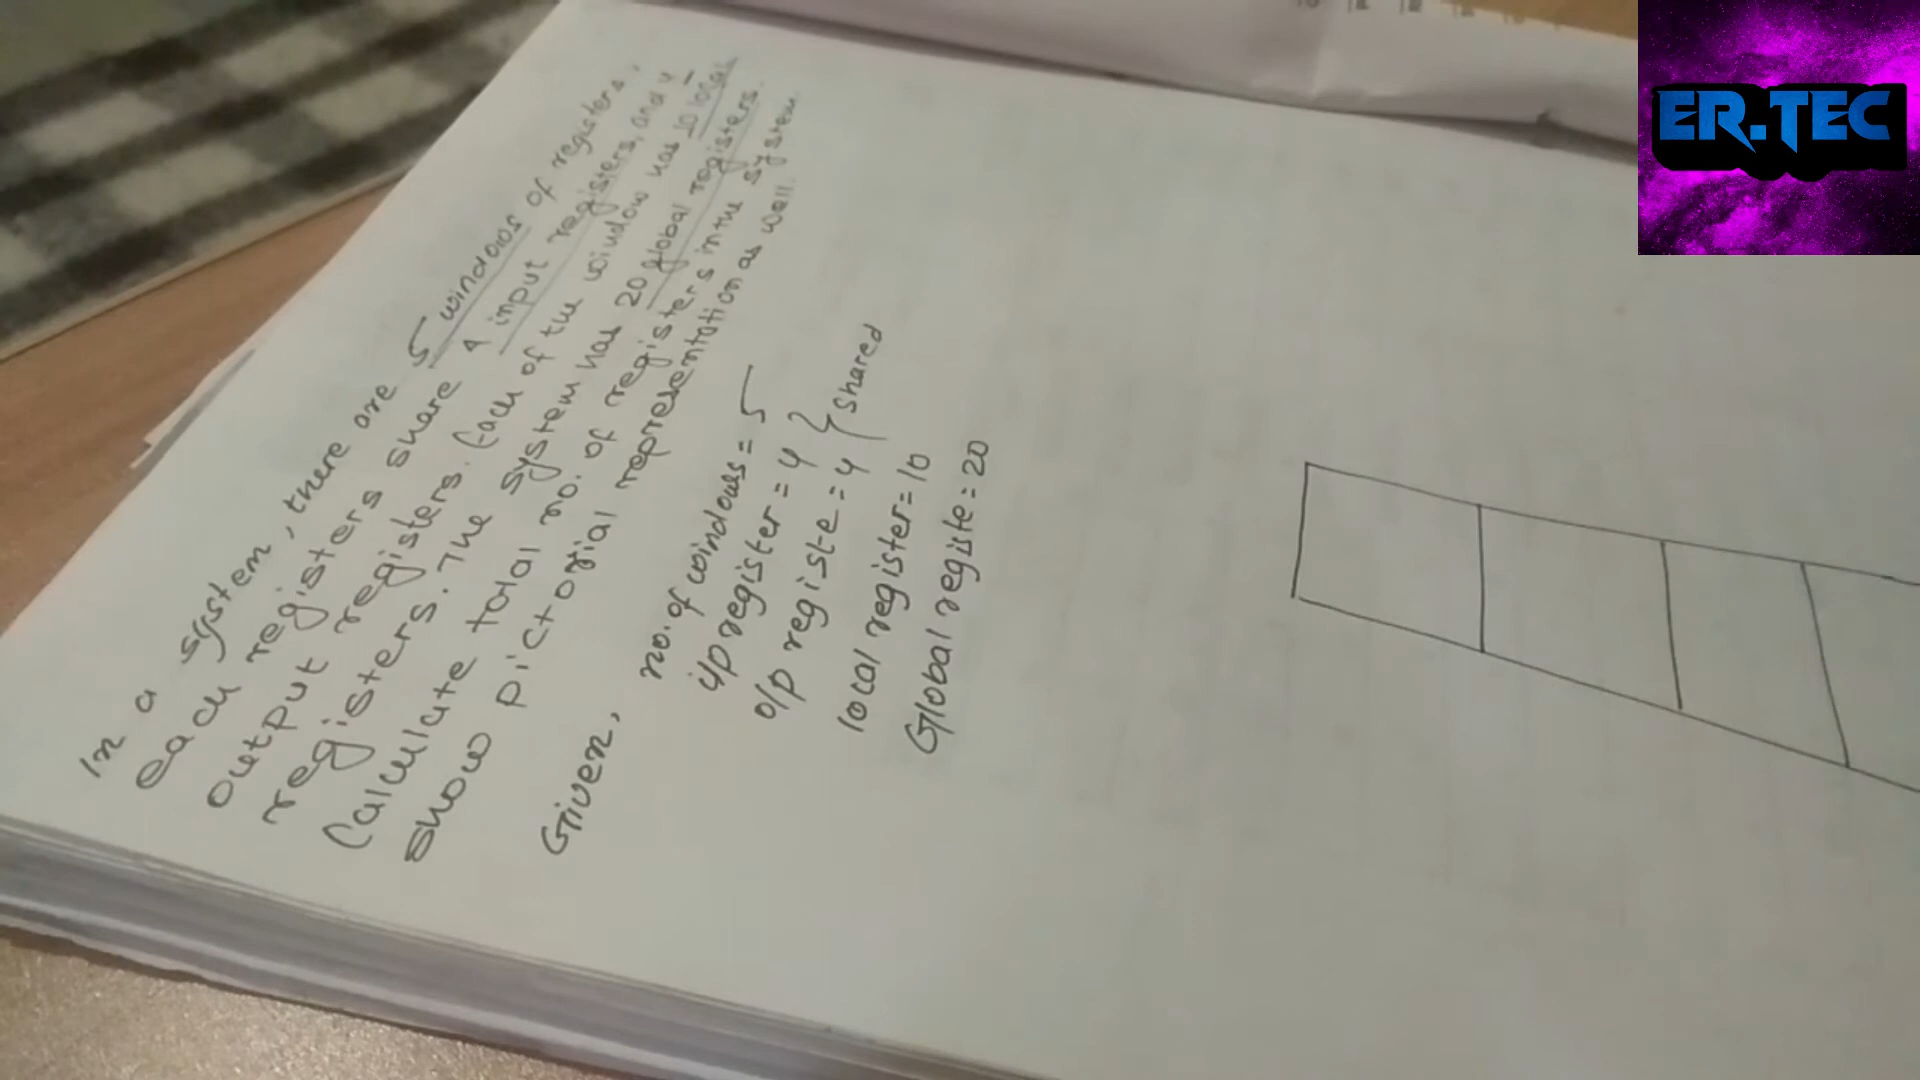 In a system, there are 5 windows of registers,
each registers share 4 input registers, and 4
output registers. Each of the window has 10 local
registers. The system has 20 global registers.
Calculate total no. of registers in the system
show pictorial representation as well.
Given,
no. of windows = 5
i/p register = 4
o/p registe = 4 } shared
local register = 10
Global registe = 20
ER.TEC